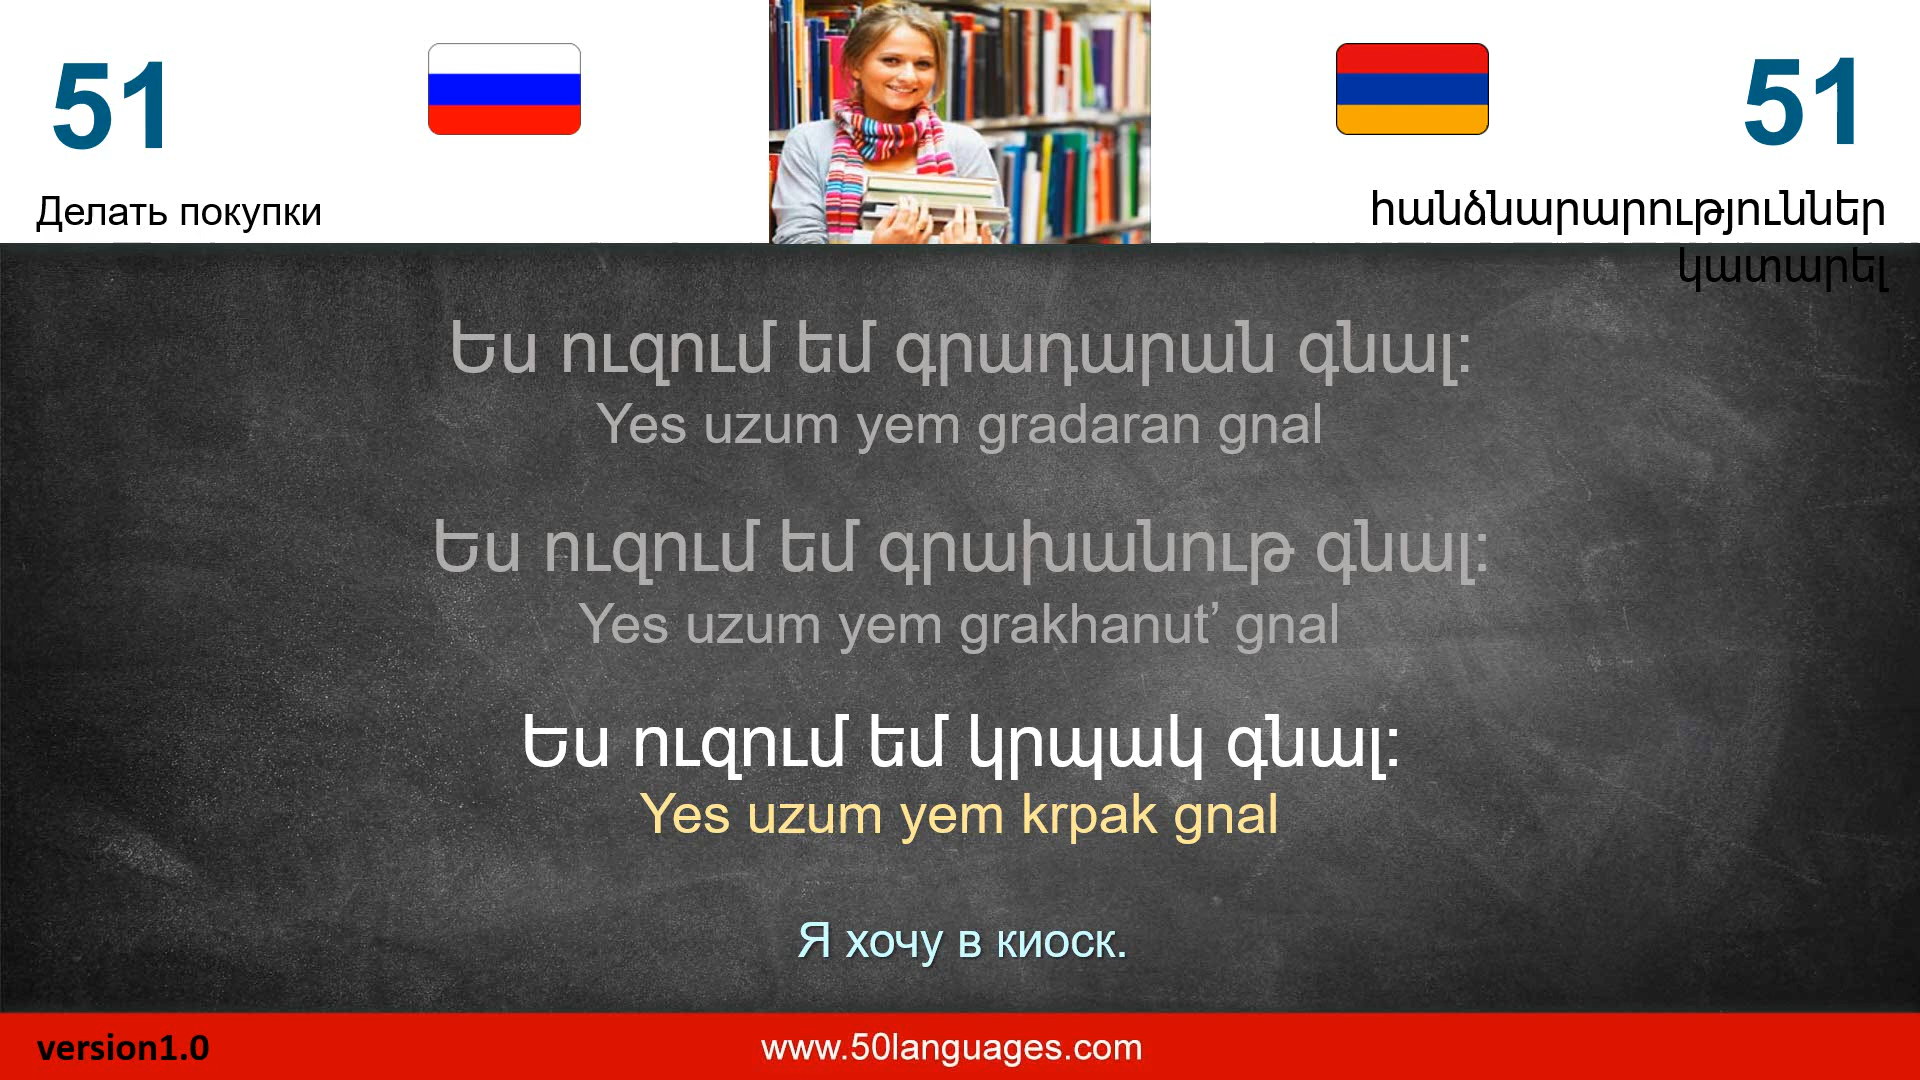 51
51
Делать покупки
հանձնարարություններ
կատարել
Ես ուզում եմ գրադարան գնալ:
Yes uzum yem gradaran gnal
Ես ուզում եմ գրախանութ գնալ:
Yes uzum yem grakhanut’ gnal
Ես ուզում եմ կրպակ գնալ:
Yes uzum yem krpak gnal
Я хочу в киоск.
version1.0
www.50languages.com